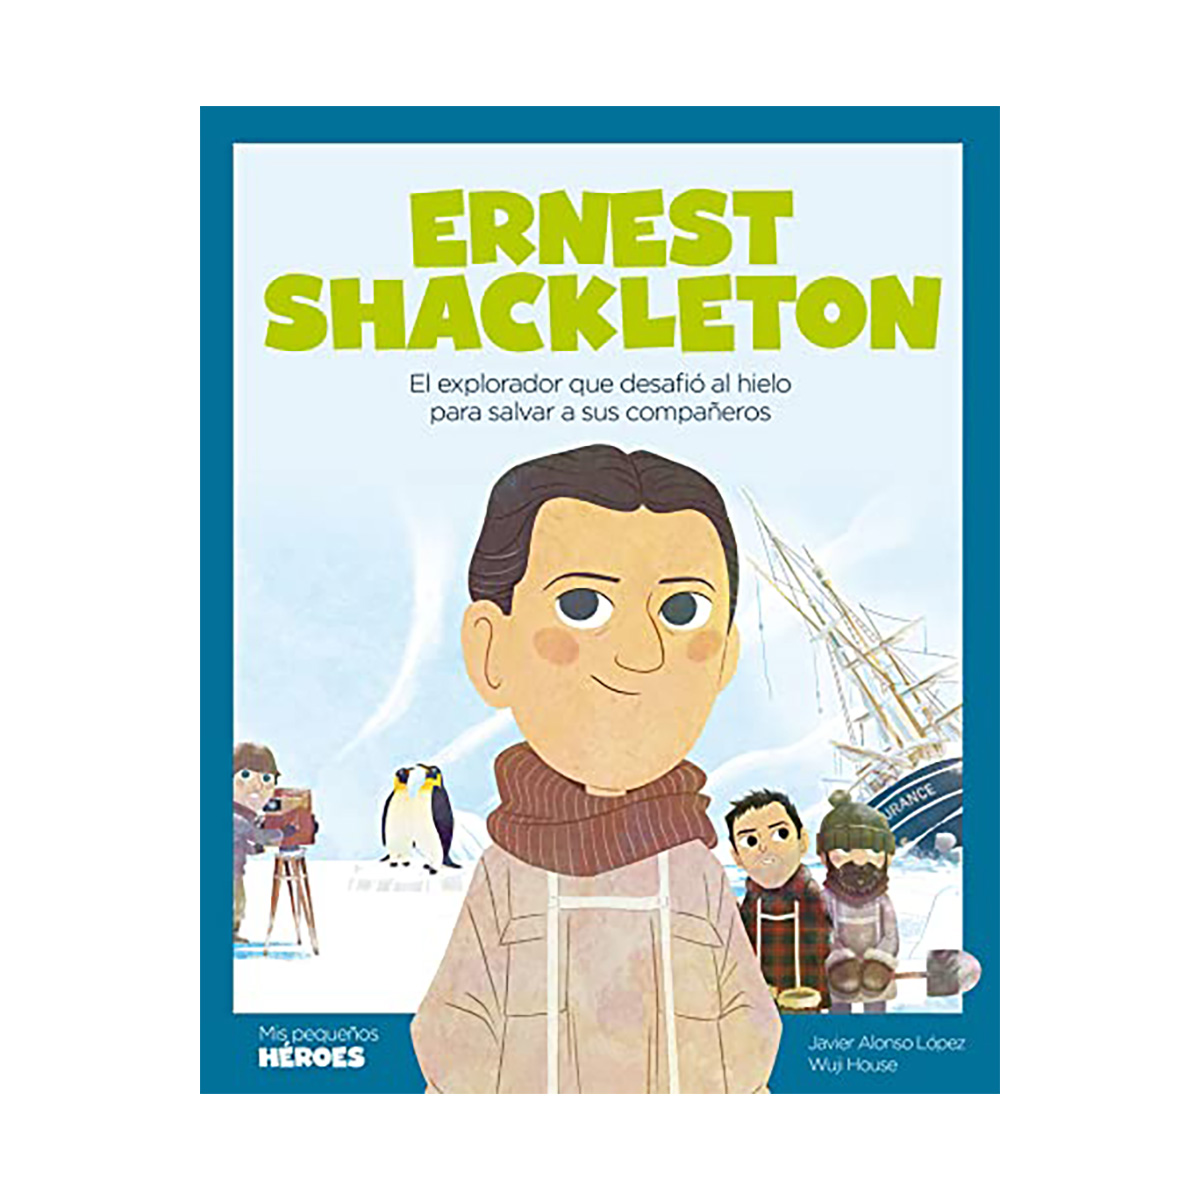 ERNEST
SHACKLETON
El explorador que desafió al hielo
para salvar a sus compañeros
URANCE
Mis pequeños
HÉROES
Javier Alonso López
Wuji House